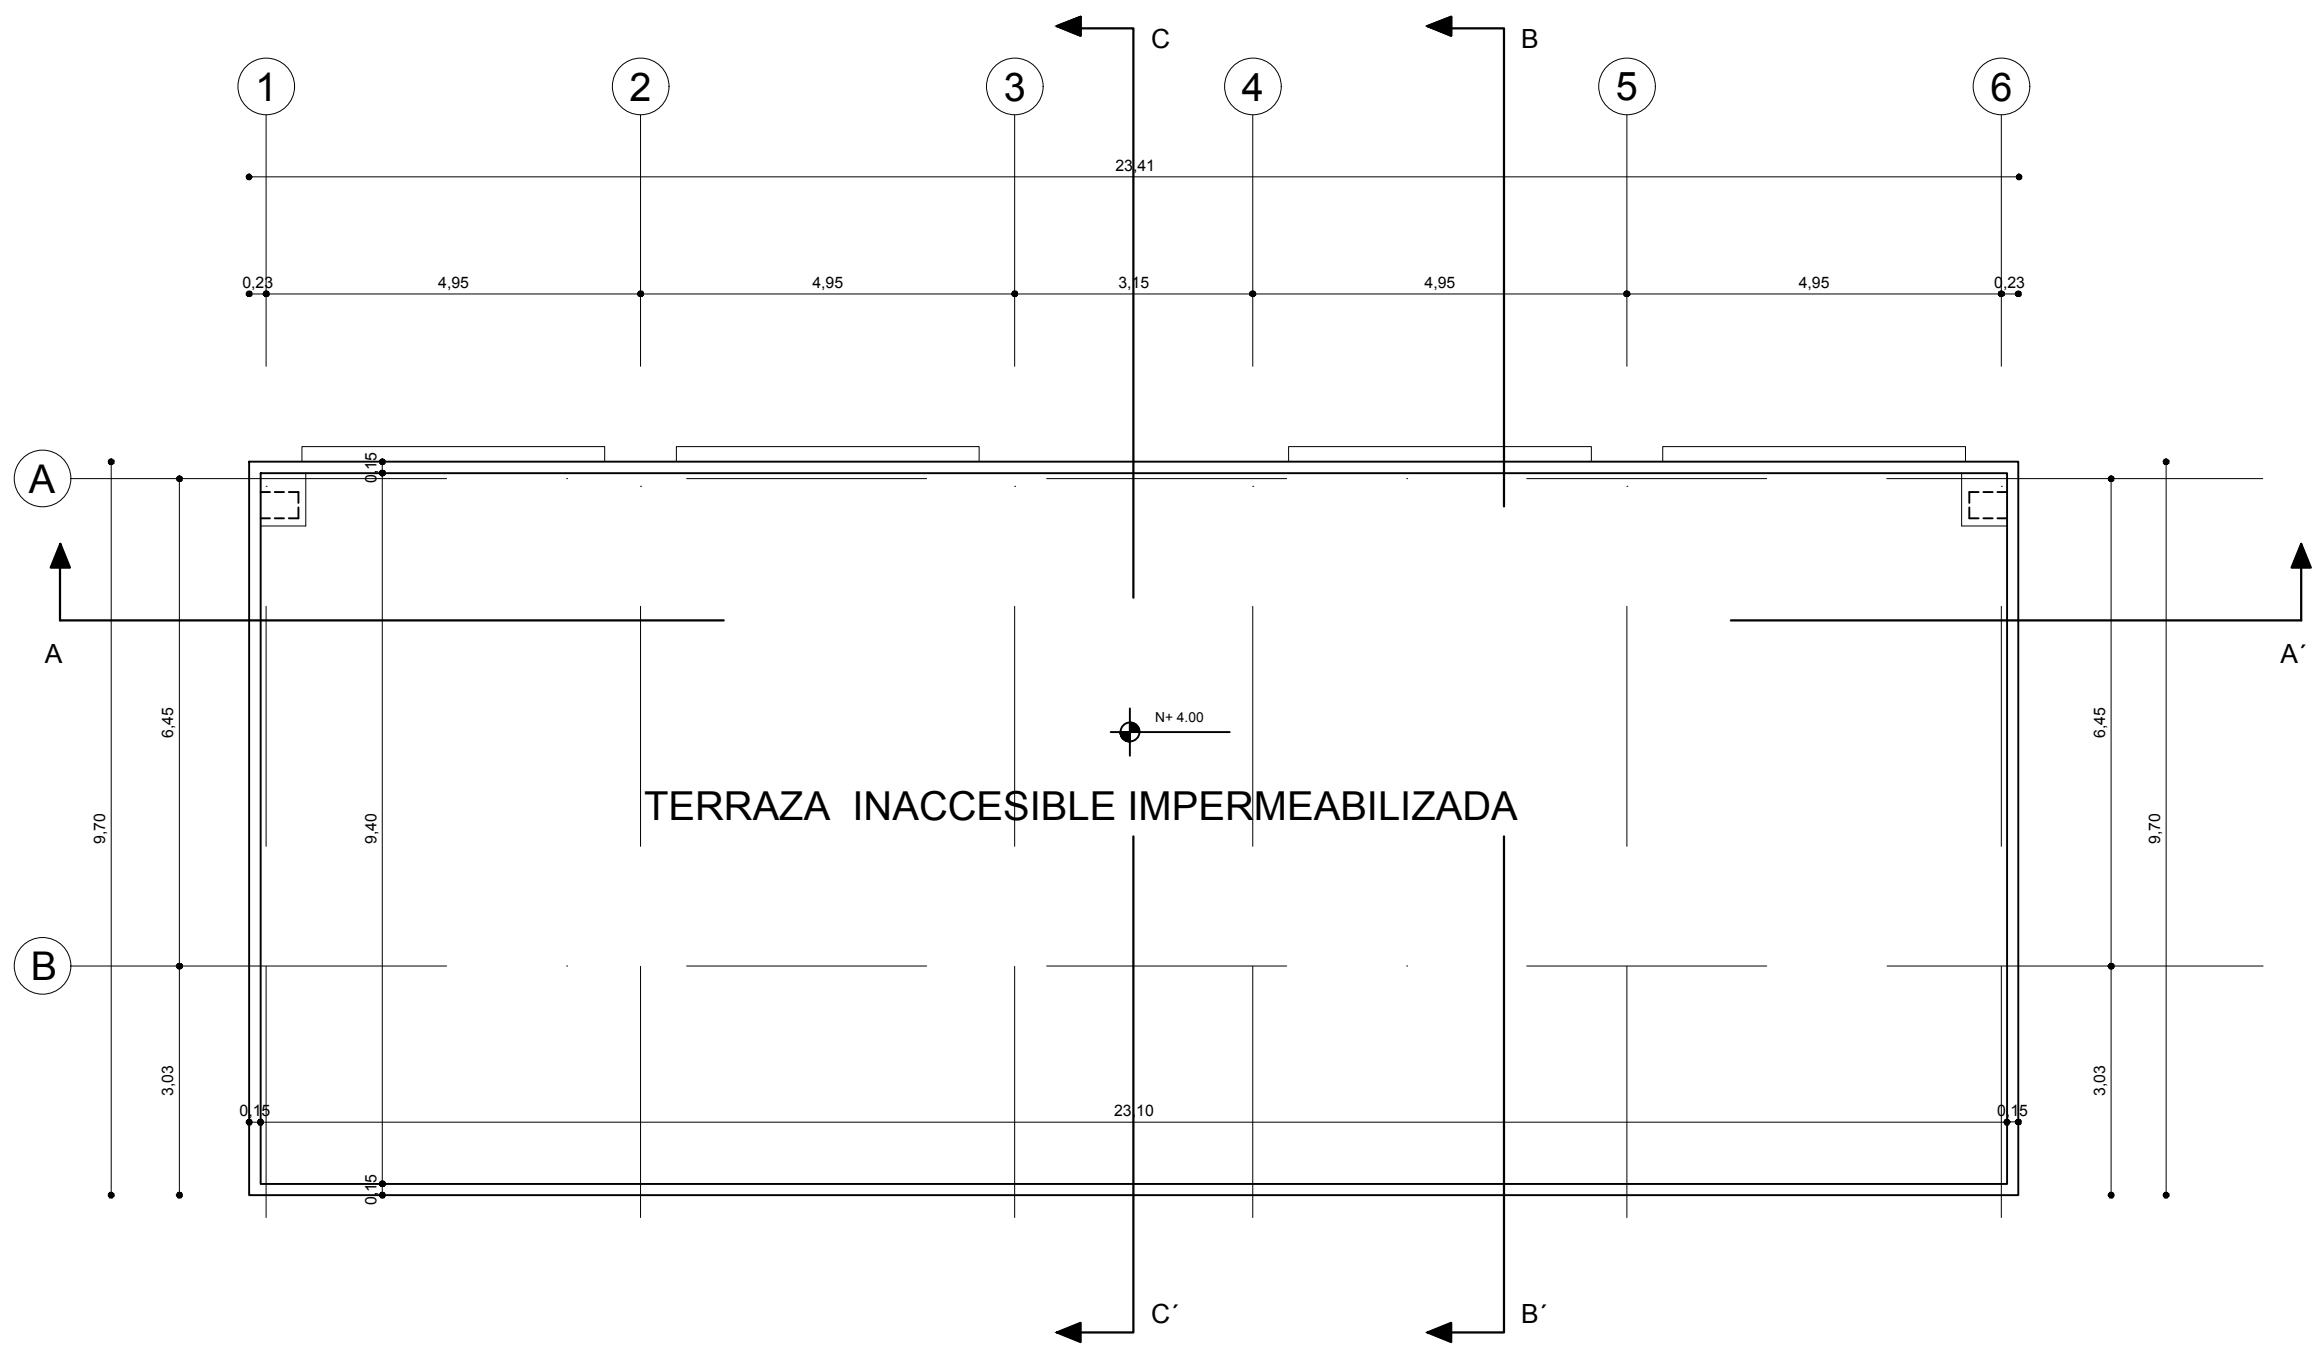 C
B
1
2
3
4
5
6
23,41
0,23
4,95
4,95
3,15
4,95
4,95
0,23
A
0,15
A
A´
6,45
6,45
N+ 4.00
TERRAZA  INACCESIBLE IMPERMEABILIZADA
9,70
9,40
9,70
B
3,03
3,03
0,15
23,10
0,15
0,15
C´
B´